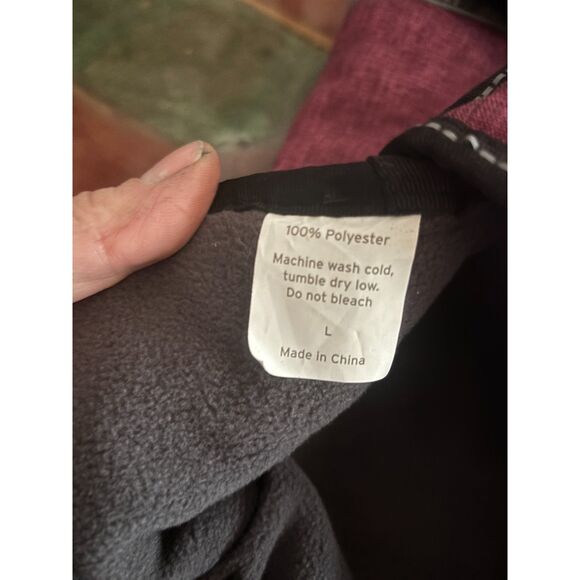 100% Polyester
Machine wash cold,
tumble dry low.
Do not bleach
L
Made in China